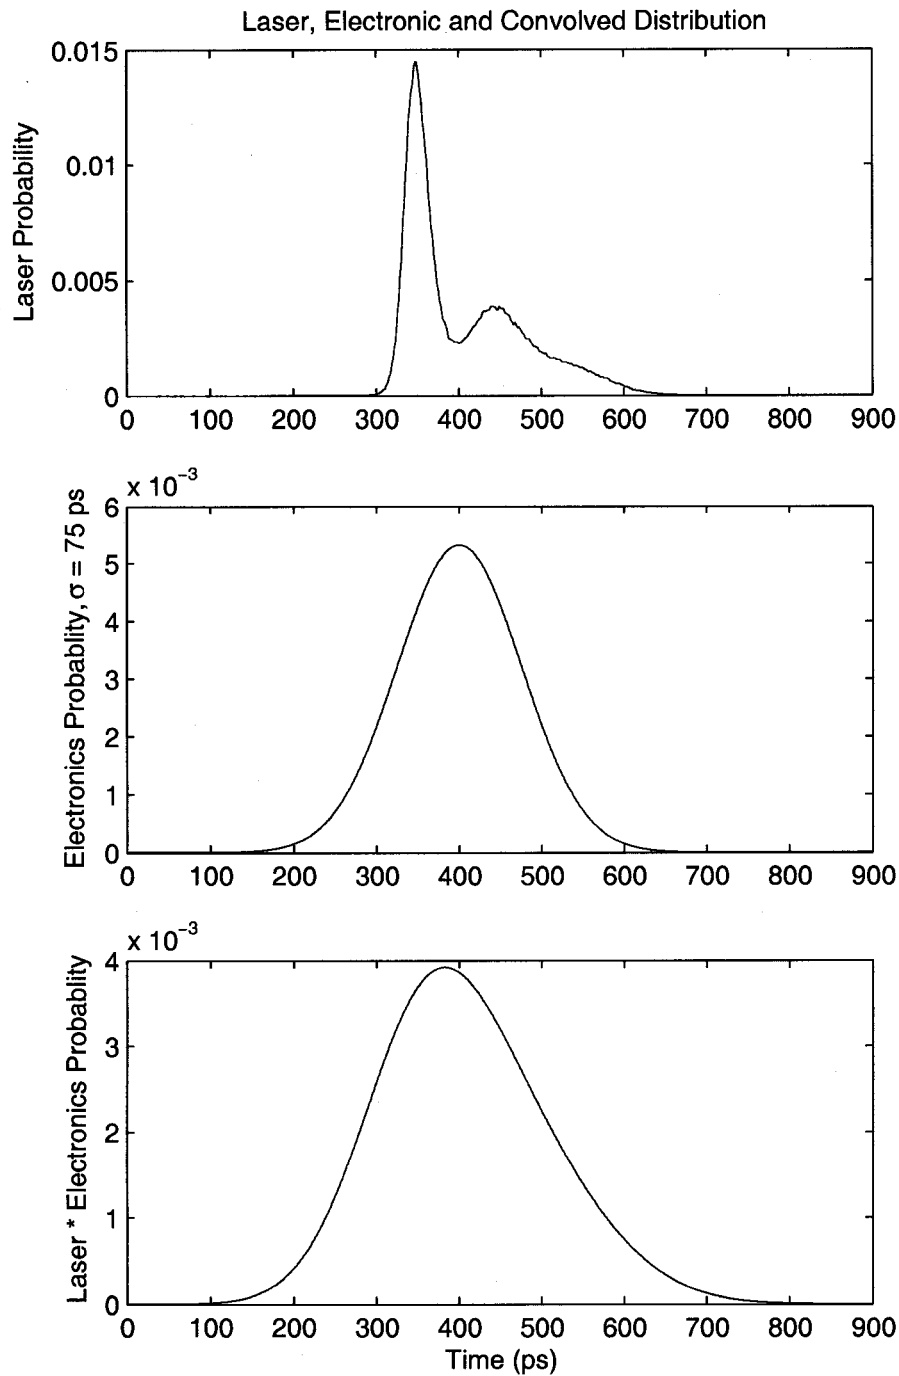 Laser, Electronic and Convolved Distribution
Laser Probability
0.015
0.01
0.005
0
0 100 200 300 400 500 600 700 800 900
x 10⁻³
Electronics Probablity, σ = 75 ps
6
5
4
3
2
1
0
0 100 200 300 400 500 600 700 800 900
x 10⁻³
Laser * Electronics Probablity
4
3
2
1
0
0 100 200 300 400 500 600 700 800 900
Time (ps)